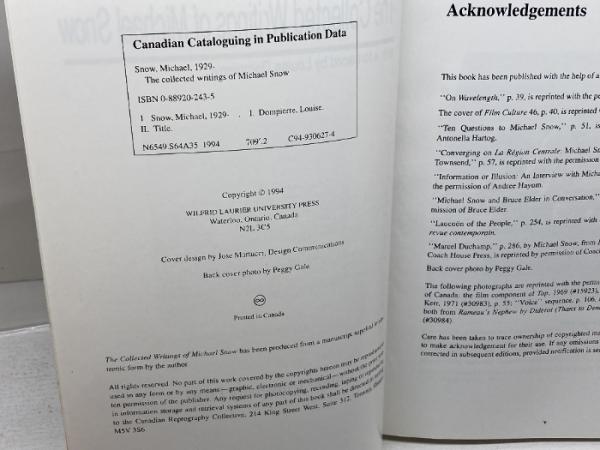 Canadian Cataloguing in Publication Data
Snow, Michael, 1929-
The collected writings of Michael Snow
ISBN 0-88920-243-5
1. Snow, Michael, 1929- . I. Dompierre, Louise.
II. Title.
N6549.S64A35 1994 709'.2 C94-930627-4
Copyright © 1994
WILFRID LAURIER UNIVERSITY PRESS
Waterloo, Ontario, Canada
N2L 3C5
Cover design by Jose Martucci, Design Communications
Back cover photo by Peggy Gale.
Printed in Canada
The Collected Writings of Michael Snow has been produced from a manuscript supplied in elec-
tronic form by the author.
All rights reserved. No part of this work covered by the copyrights hereon may be reproduced or
used in any form or by any means—graphic, electronic or mechanical—without the prior writ-
ten permission of the publisher. Any request for photocopying, recording, taping or reproducing
in information storage and retrieval systems of any part of this book shall be directed in writing
to the Canadian Reprography Collective, 214 King Street West, Suite 312, Toronto, Ontario
M5V 3S6.
Acknowledgements
This book has been published with the help of a
"On Wavelength," p. 39, is reprinted with the pe
The cover of Film Culture 46, p. 40, is reprinted
"Ten Questions to Michael Snow," p. 51, is
Antonella Hartog.
"Converging on La Région Centrale: Michael Sn
Townsend," p. 57, is reprinted with the permission
"Information or Illusion: An Interview with Micha
the permission of Andree Hayum.
"Michael Snow and Bruce Elder in Conversation,"
mission of Bruce Elder.
"Laocoön of the People," p. 254, is reprinted with
revue contemporain.
"Marcel Duchamp," p. 286, by Michael Snow, from
Coach House Press, is reprinted by permission of Coac
Back cover photo by Peggy Gale.
The following photographs are reprinted with the permi
of Canada: the film component of Tap, 1969 (#15923),
Kerr, 1971 (#30983), p. 55; "Voice" sequence, p. 106,
both from Rameau's Nephew by Diderot (Thanx to Denn
(#30984).
Care has been taken to trace ownership of copyrighted ma
to make acknowledgement for their use. If any omissions
corrected in subsequent editions, provided notification is se
v